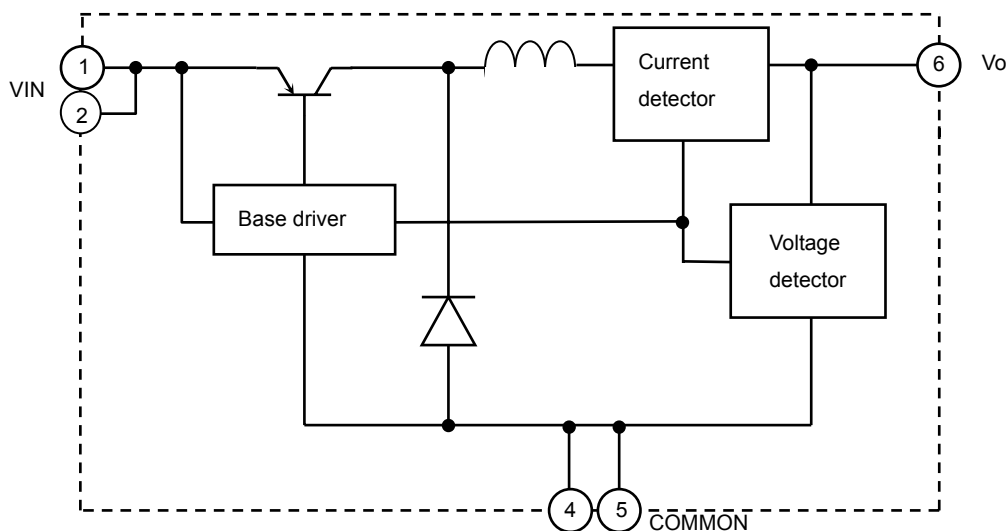 1
VIN
2
Current
detector
6
Vo
Base driver
Voltage
detector
4
5
COMMON